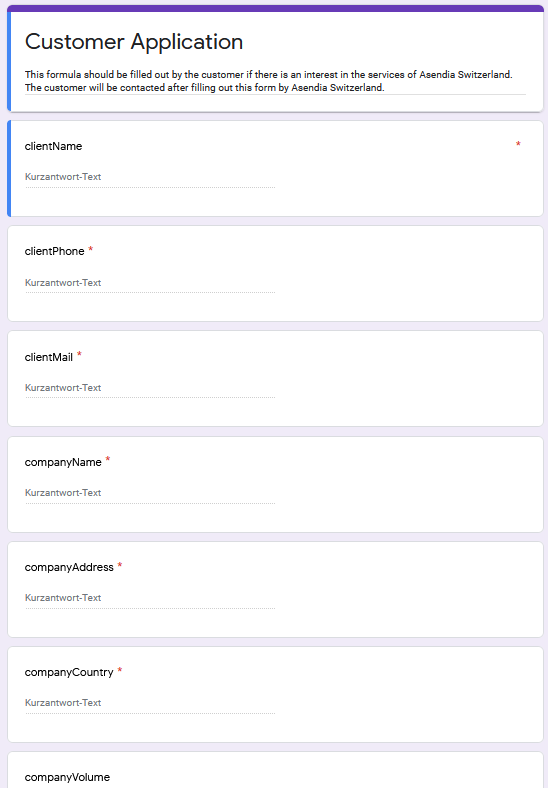 Customer Application
This formula should be filled out by the customer if there is an interest in the services of Asendia Switzerland.
The customer will be contacted after filling out this form by Asendia Switzerland.
clientName *
Kurzantwort-Text
clientPhone *
Kurzantwort-Text
clientMail *
Kurzantwort-Text
companyName *
Kurzantwort-Text
companyAddress *
Kurzantwort-Text
companyCountry *
Kurzantwort-Text
companyVolume